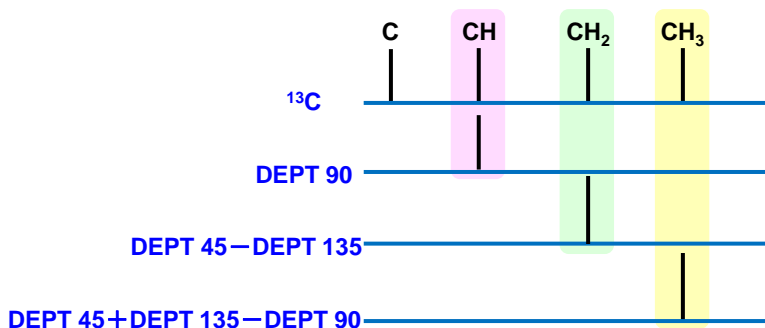 C CH CH₂ CH₃
¹³C
DEPT 90
DEPT 45－DEPT 135
DEPT 45＋DEPT 135－DEPT 90